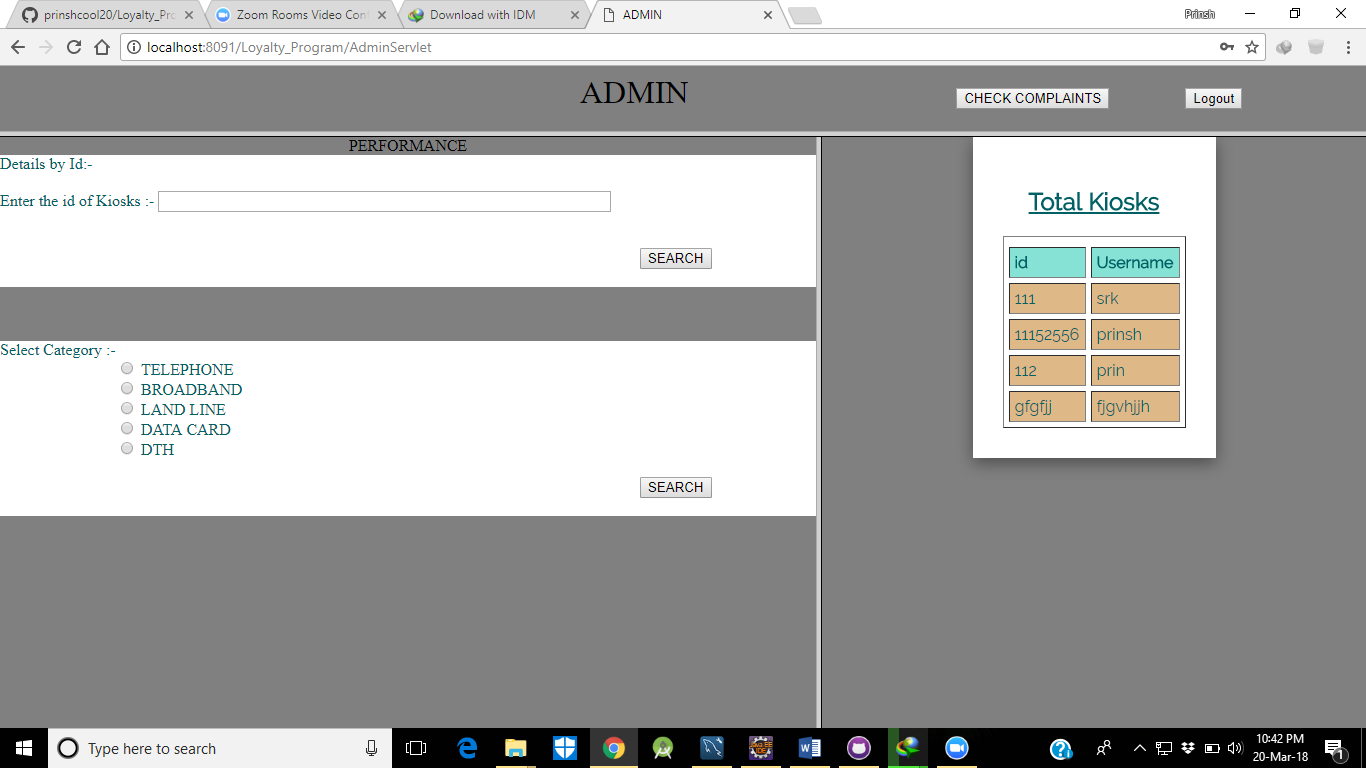 prinshcool20/Loyalty_Pro
Zoom Rooms Video Conf
Download with IDM
ADMIN
Prinsh
localhost:8091/Loyalty_Program/AdminServlet
ADMIN
CHECK COMPLAINTS
Logout
PERFORMANCE
Details by Id:-
Enter the id of Kiosks :-
SEARCH
Select Category :-
TELEPHONE
BROADBAND
LAND LINE
DATA CARD
DTH
SEARCH
Total Kiosks
id Username
111 srk
11152556 prinsh
112 prin
gfgfjj fjgvhjjh
Type here to search
10:42 PM
20-Mar-18
1